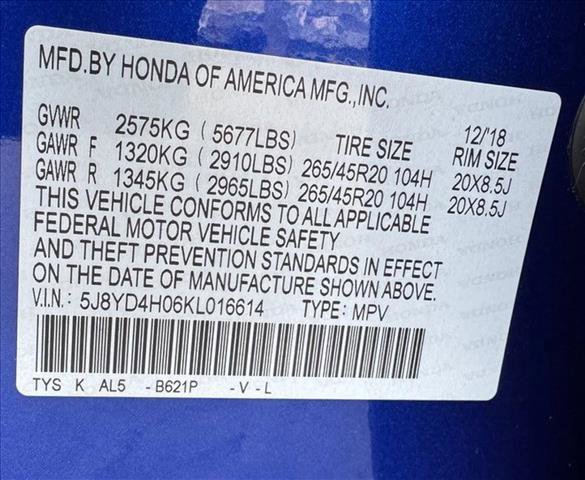 MFD.BY HONDA OF AMERICA MFG.,INC.
GVWR 2575KG (5677LBS) TIRE SIZE 12/'18 RIM SIZE
GAWR F 1320KG (2910LBS) 265/45R20 104H 20X8.5J
GAWR R 1345KG (2965LBS) 265/45R20 104H 20X8.5J
THIS VEHICLE CONFORMS TO ALL APPLICABLE
FEDERAL MOTOR VEHICLE SAFETY
AND THEFT PREVENTION STANDARDS IN EFFECT
ON THE DATE OF MANUFACTURE SHOWN ABOVE.
V.I.N.: 5J8YD4H06KL016614 TYPE: MPV
TYS K AL5 -B621P -V-L